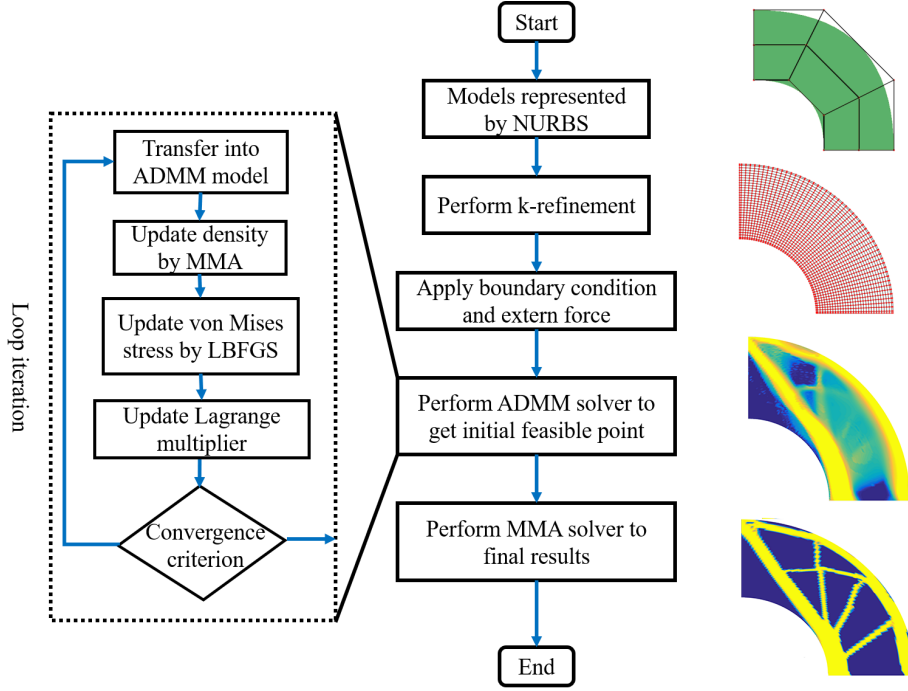 Start
Models represented
by NURBS
Perform k-refinement
Apply boundary condition
and extern force
Perform ADMM solver to
get initial feasible point
Perform MMA solver to
final results
End
Loop iteration
Transfer into
ADMM model
Update density
by MMA
Update von Mises
stress by LBFGS
Update Lagrange
multiplier
Convergence
criterion